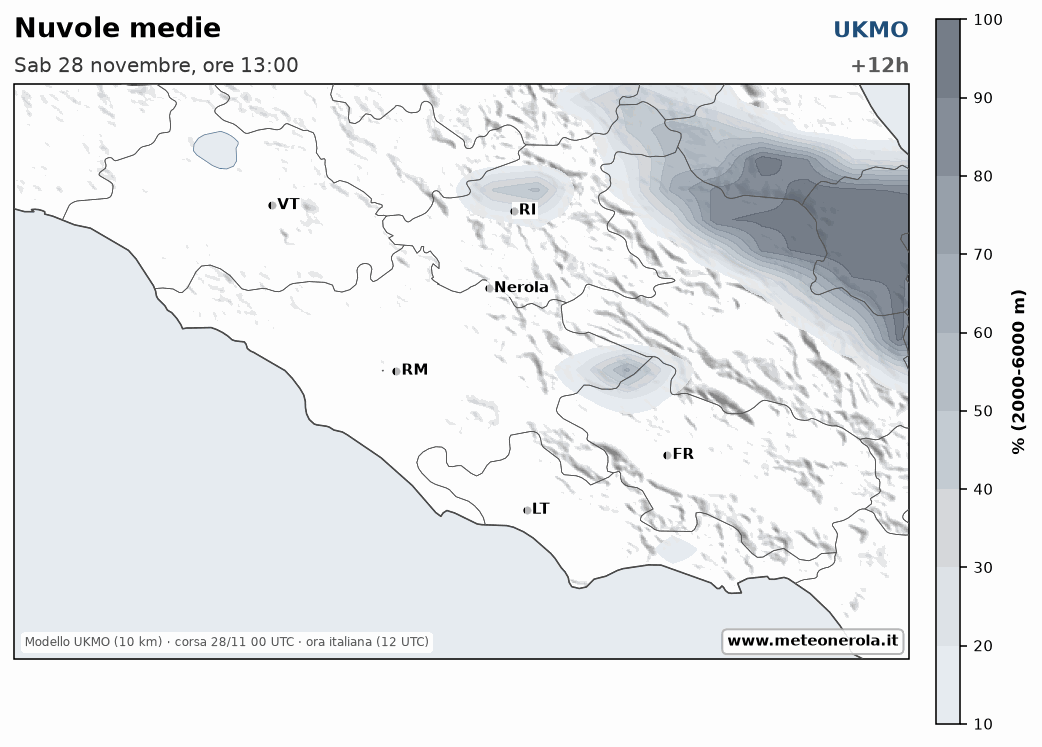 Nuvole medie
UKMO
Sab 28 novembre, ore 13:00
+12h
100
90
80
70
60
50
40
30
20
10
% (2000-6000 m)
VT
RI
Nerola
RM
FR
LT
Modello UKMO (10 km) · corsa 28/11 00 UTC · ora italiana (12 UTC)
www.meteonerola.it